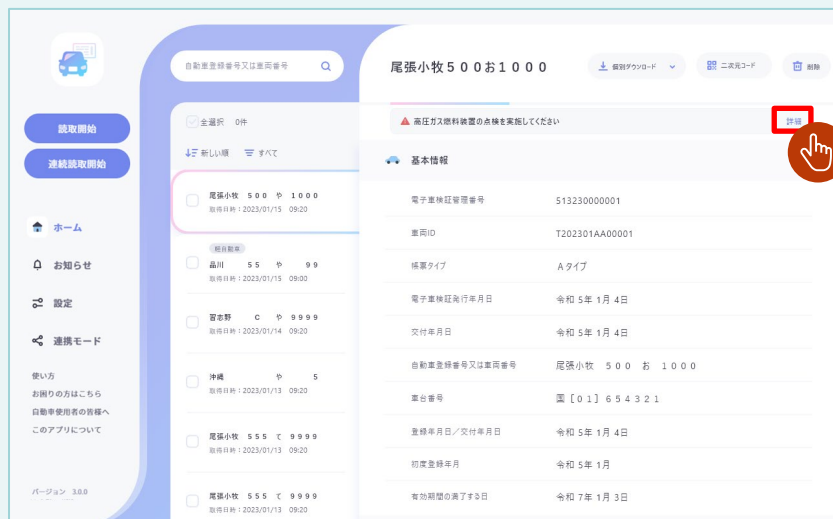 自動車登録番号又は車両番号
尾張小牧５００お１０００
個別ダウンロード
二次元コード
削除
読取開始
連続読取開始
全選択 0件
新しい順 すべて
高圧ガス燃料装置の点検を実施してください
詳細
尾張小牧 500 や 1000
取得日時：2023/01/15 09:20
軽自動車
品川 55 や 99
取得日時：2023/01/15 09:00
習志野 C や 9999
取得日時：2023/01/14 09:20
沖縄 や 5
取得日時：2023/01/13 09:20
尾張小牧 555 て 9999
取得日時：2023/01/13 09:20
尾張小牧 555 て 9999
取得日時：2023/01/13 09:20
ホーム
お知らせ
設定
連携モード
使い方
お困りの方はこちら
自動車使用者の皆様へ
このアプリについて
バージョン 3.0.0
基本情報
電子車検証管理番号 513230000001
車両ID T202301AA00001
帳票タイプ Aタイプ
電子車検証発行年月日 令和 5年 1月 4日
交付年月日 令和 5年 1月 4日
自動車登録番号又は車両番号 尾張小牧 500 お 1000
車台番号 国［01］654321
登録年月日／交付年月日 令和 5年 1月 4日
初度登録年月 令和 5年 1月
有効期間の満了する日 令和 7年 1月 3日